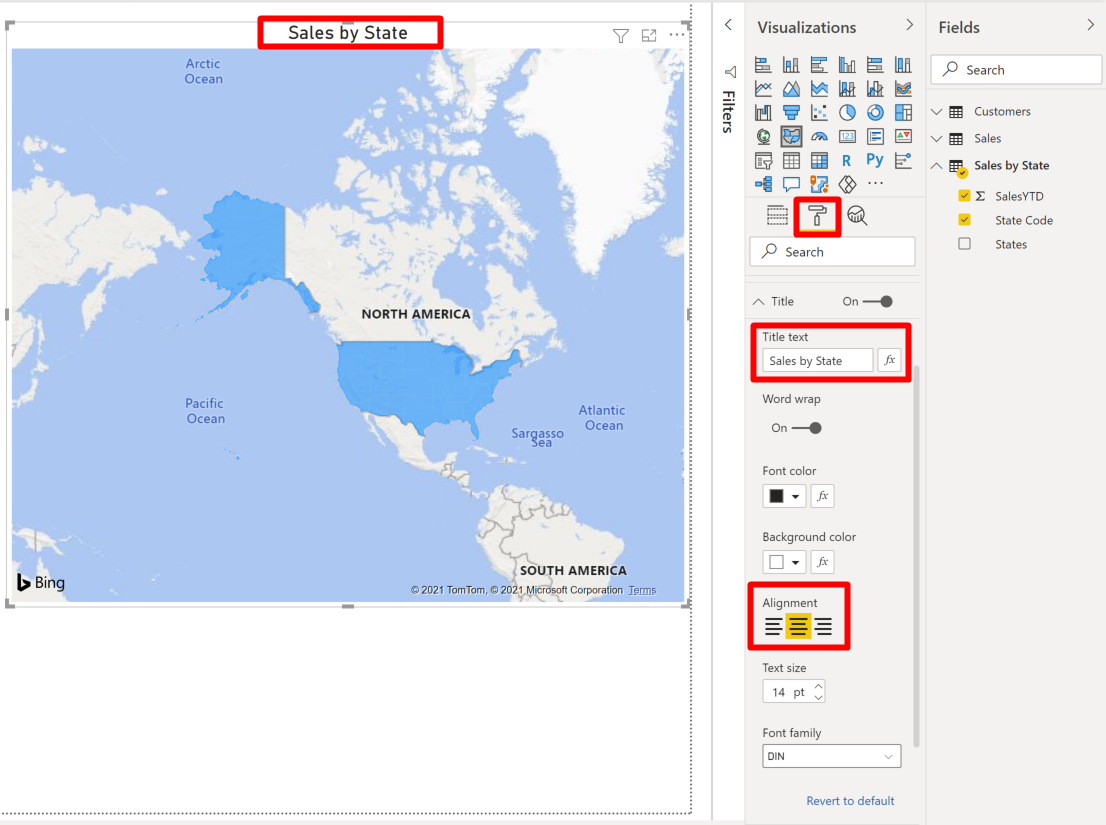 Sales by State
Arctic
Ocean
NORTH AMERICA
Pacific
Ocean
Atlantic
Ocean
Sargasso
Sea
SOUTH AMERICA
Bing
© 2021 TomTom, © 2021 Microsoft Corporation Terms
Filters
Visualizations
123
R
Py
Search
Title On
Title text
Sales by State fx
Word wrap
On
Font color
fx
Background color
fx
Alignment
Text size
14 pt
Font family
DIN
Revert to default
Fields
Search
Customers
Sales
Sales by State
Σ SalesYTD
State Code
States